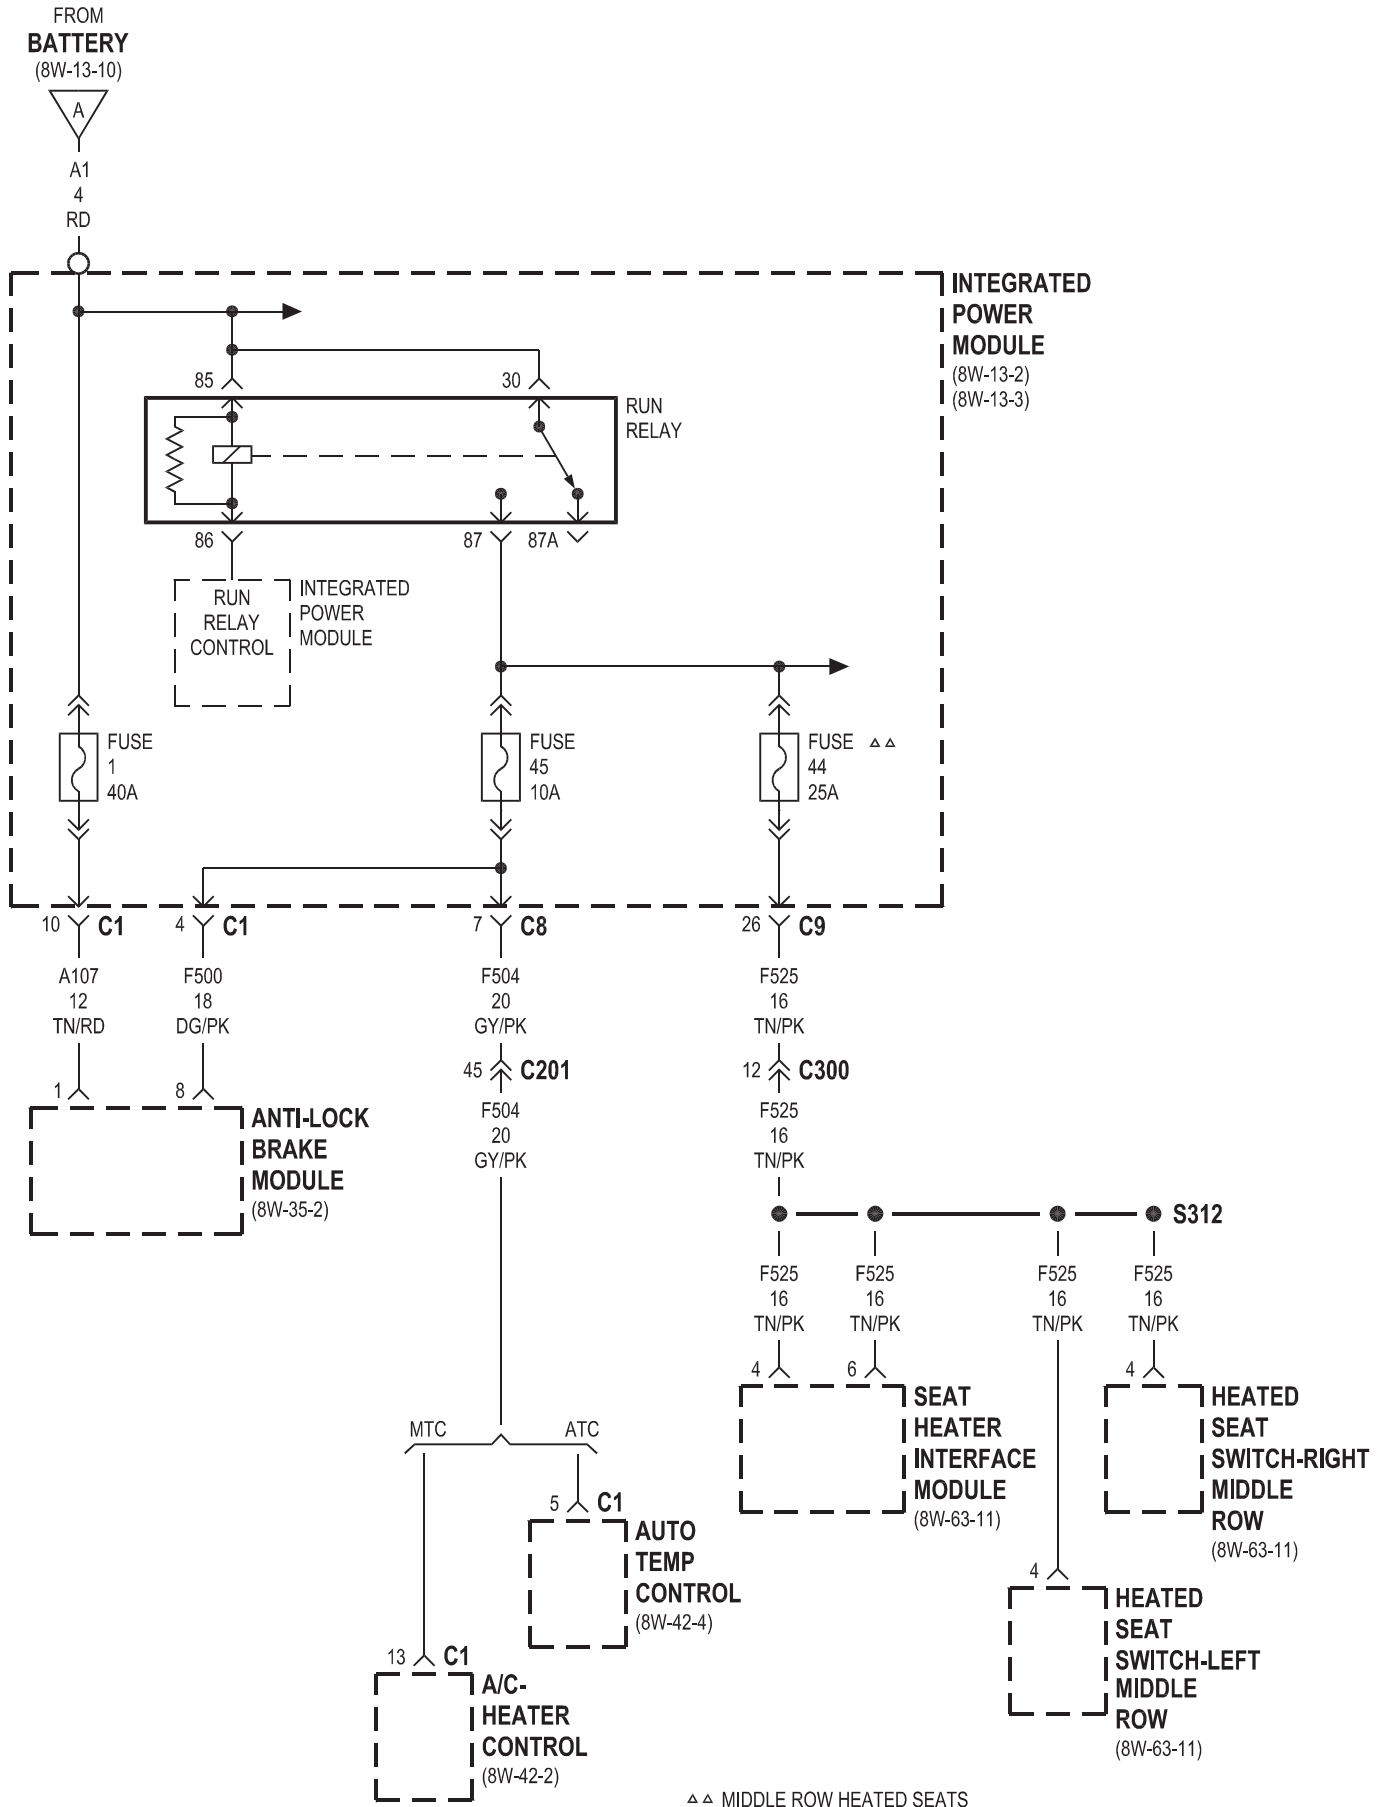 FROM
BATTERY
(8W-13-10)
A
A1
4
RD
INTEGRATED
POWER
MODULE
(8W-13-2)
(8W-13-3)
85
30
RUN
RELAY
86
87
87A
RUN
RELAY
CONTROL
INTEGRATED
POWER
MODULE
FUSE
1
40A
FUSE
45
10A
FUSE △△
44
25A
10 C1
4 C1
7 C8
26 C9
A107
12
TN/RD
F500
18
DG/PK
F504
20
GY/PK
F525
16
TN/PK
45 C201
12 C300
F504
20
GY/PK
F525
16
TN/PK
1
8
ANTI-LOCK
BRAKE
MODULE
(8W-35-2)
S312
F525
16
TN/PK
F525
16
TN/PK
F525
16
TN/PK
F525
16
TN/PK
4
6
4
SEAT
HEATER
INTERFACE
MODULE
(8W-63-11)
HEATED
SEAT
SWITCH-RIGHT
MIDDLE
ROW
(8W-63-11)
MTC
ATC
5 C1
AUTO
TEMP
CONTROL
(8W-42-4)
4
HEATED
SEAT
SWITCH-LEFT
MIDDLE
ROW
(8W-63-11)
13 C1
A/C-
HEATER
CONTROL
(8W-42-2)
△△ MIDDLE ROW HEATED SEATS